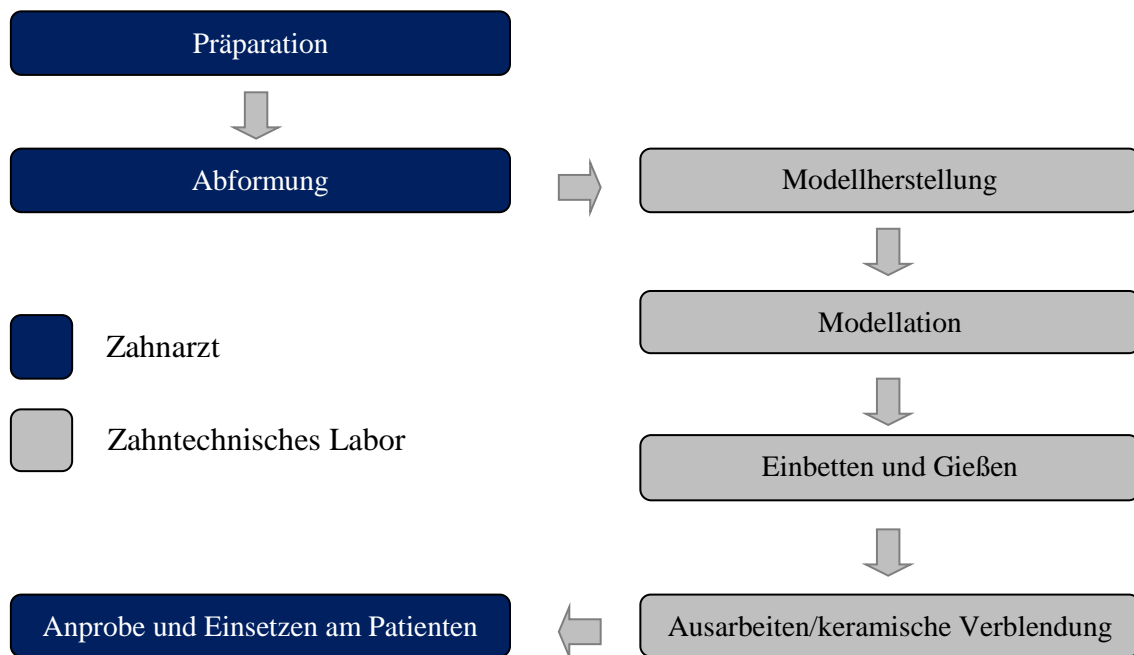 Präparation
Abformung
Modellherstellung
Modellation
Zahnarzt
Zahntechnisches Labor
Einbetten und Gießen
Anprobe und Einsetzen am Patienten
Ausarbeiten/keramische Verblendung